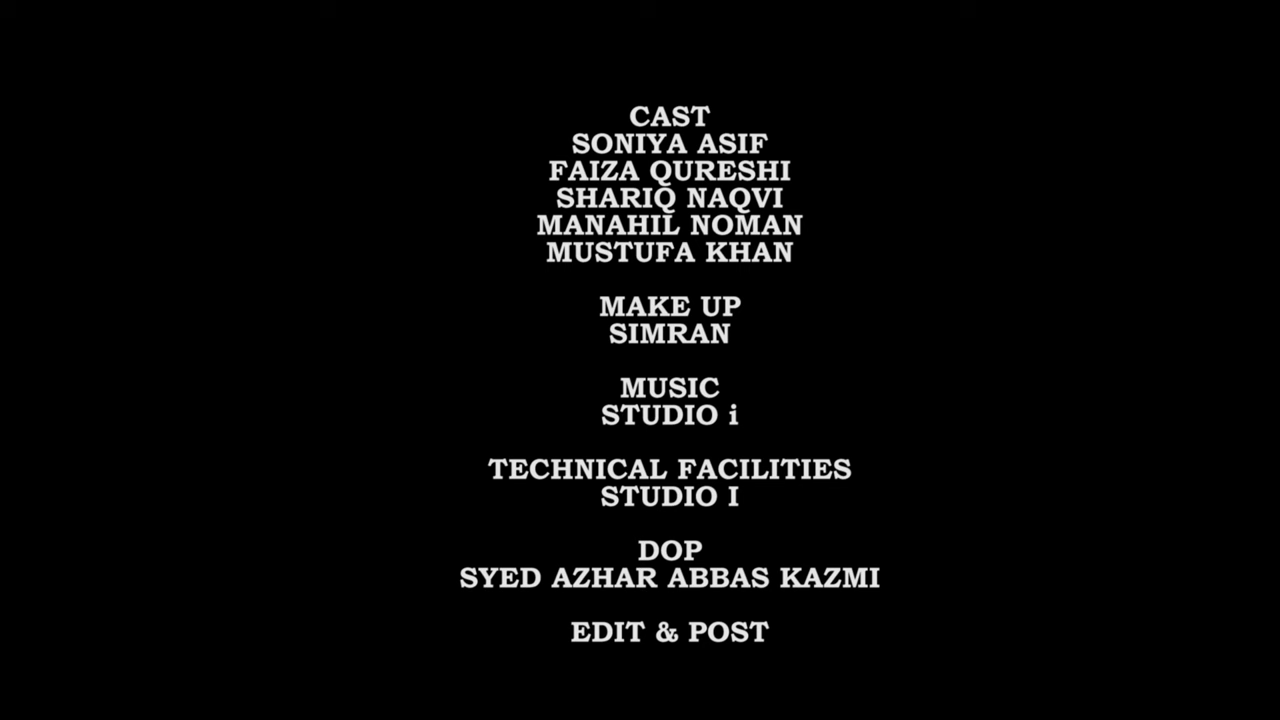 CAST
SONIYA ASIF
FAIZA QURESHI
SHARIQ NAQVI
MANAHIL NOMAN
MUSTUFA KHAN
MAKE UP
SIMRAN
MUSIC
STUDIO i
TECHNICAL FACILITIES
STUDIO I
DOP
SYED AZHAR ABBAS KAZMI
EDIT & POST